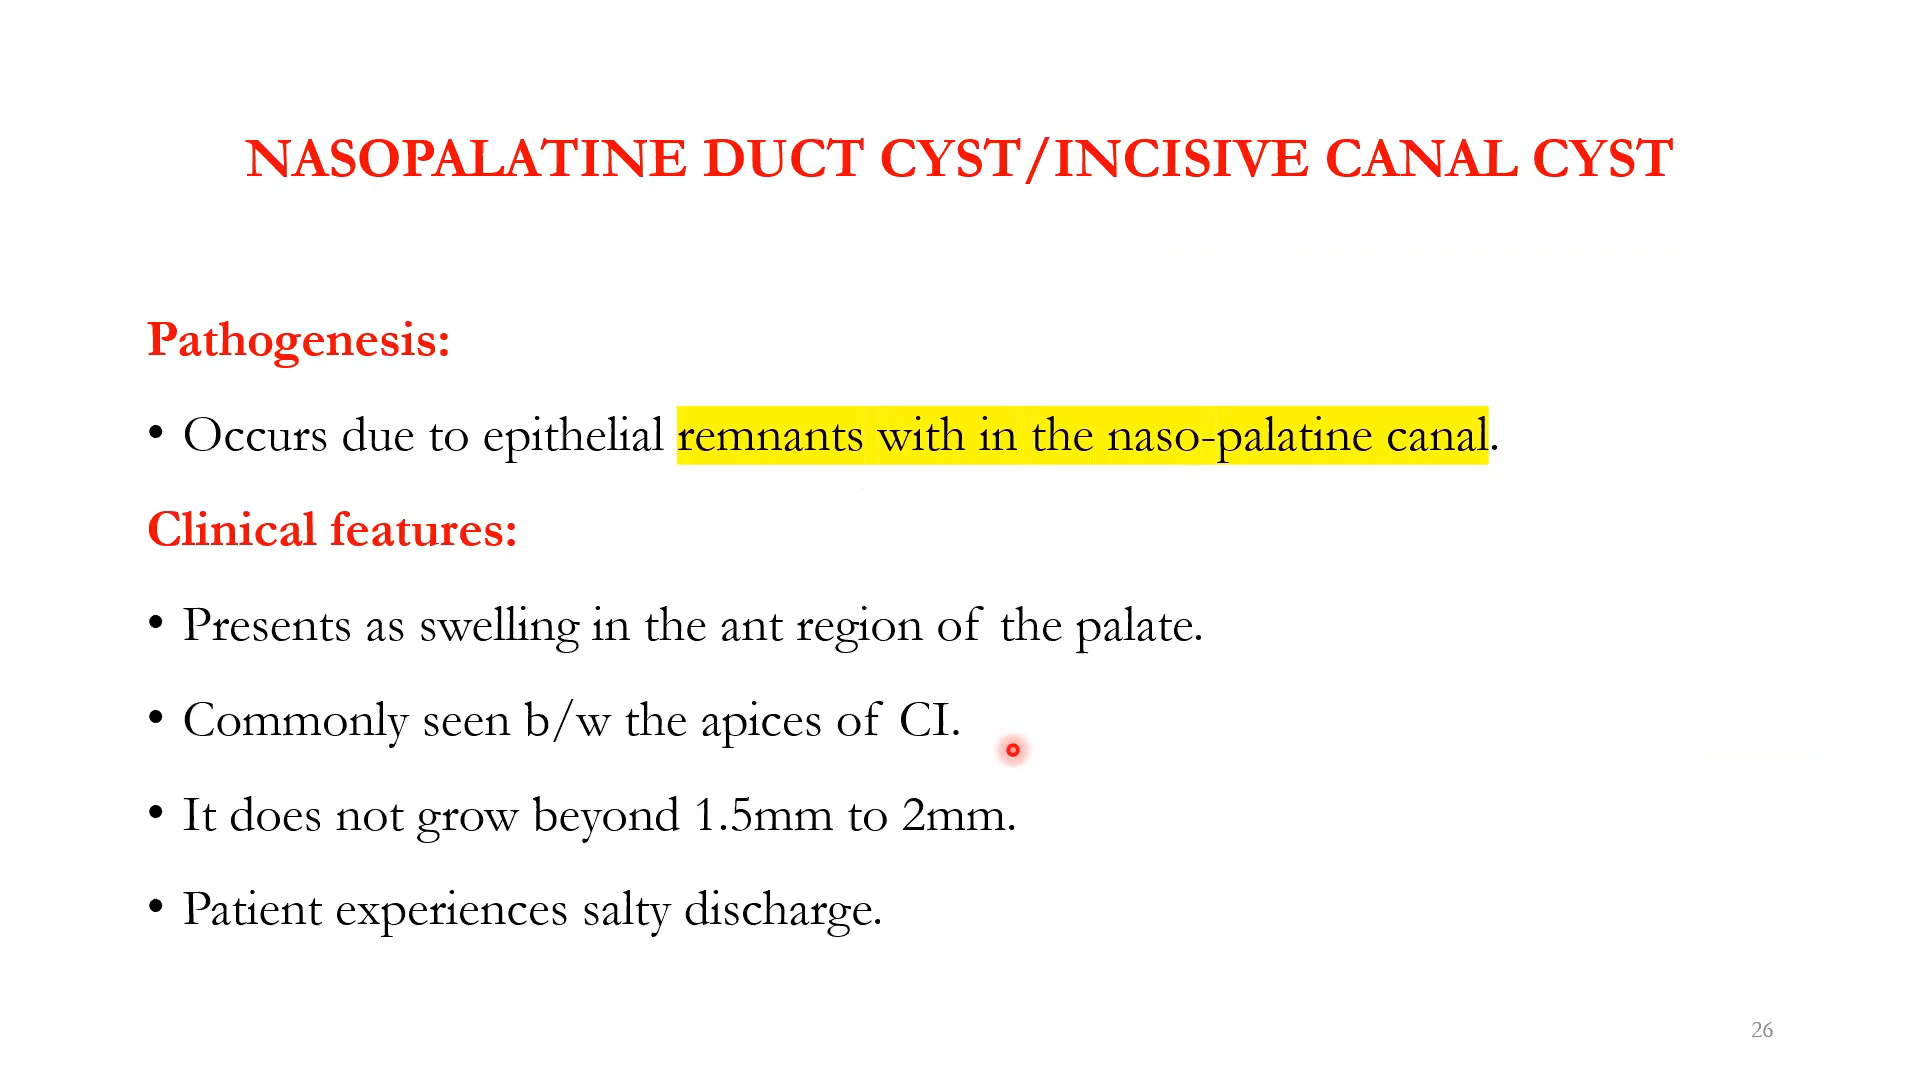 NASOPALATINE DUCT CYST/INCISIVE CANAL CYST
Pathogenesis:
• Occurs due to epithelial remnants with in the naso-palatine canal.
Clinical features:
• Presents as swelling in the ant region of the palate.
• Commonly seen b/w the apices of CI.
• It does not grow beyond 1.5mm to 2mm.
• Patient experiences salty discharge.
26